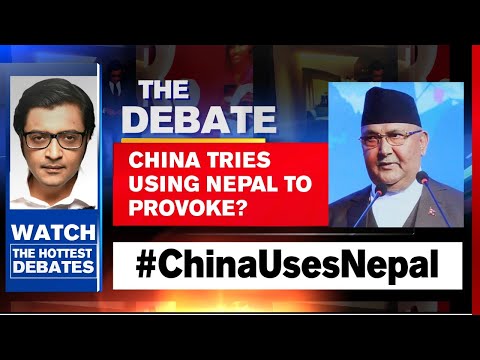 THE
DEBATE
CHINA TRIES
USING NEPAL TO
PROVOKE?
WATCH
THE HOTTEST
DEBATES
#ChinaUsesNepal